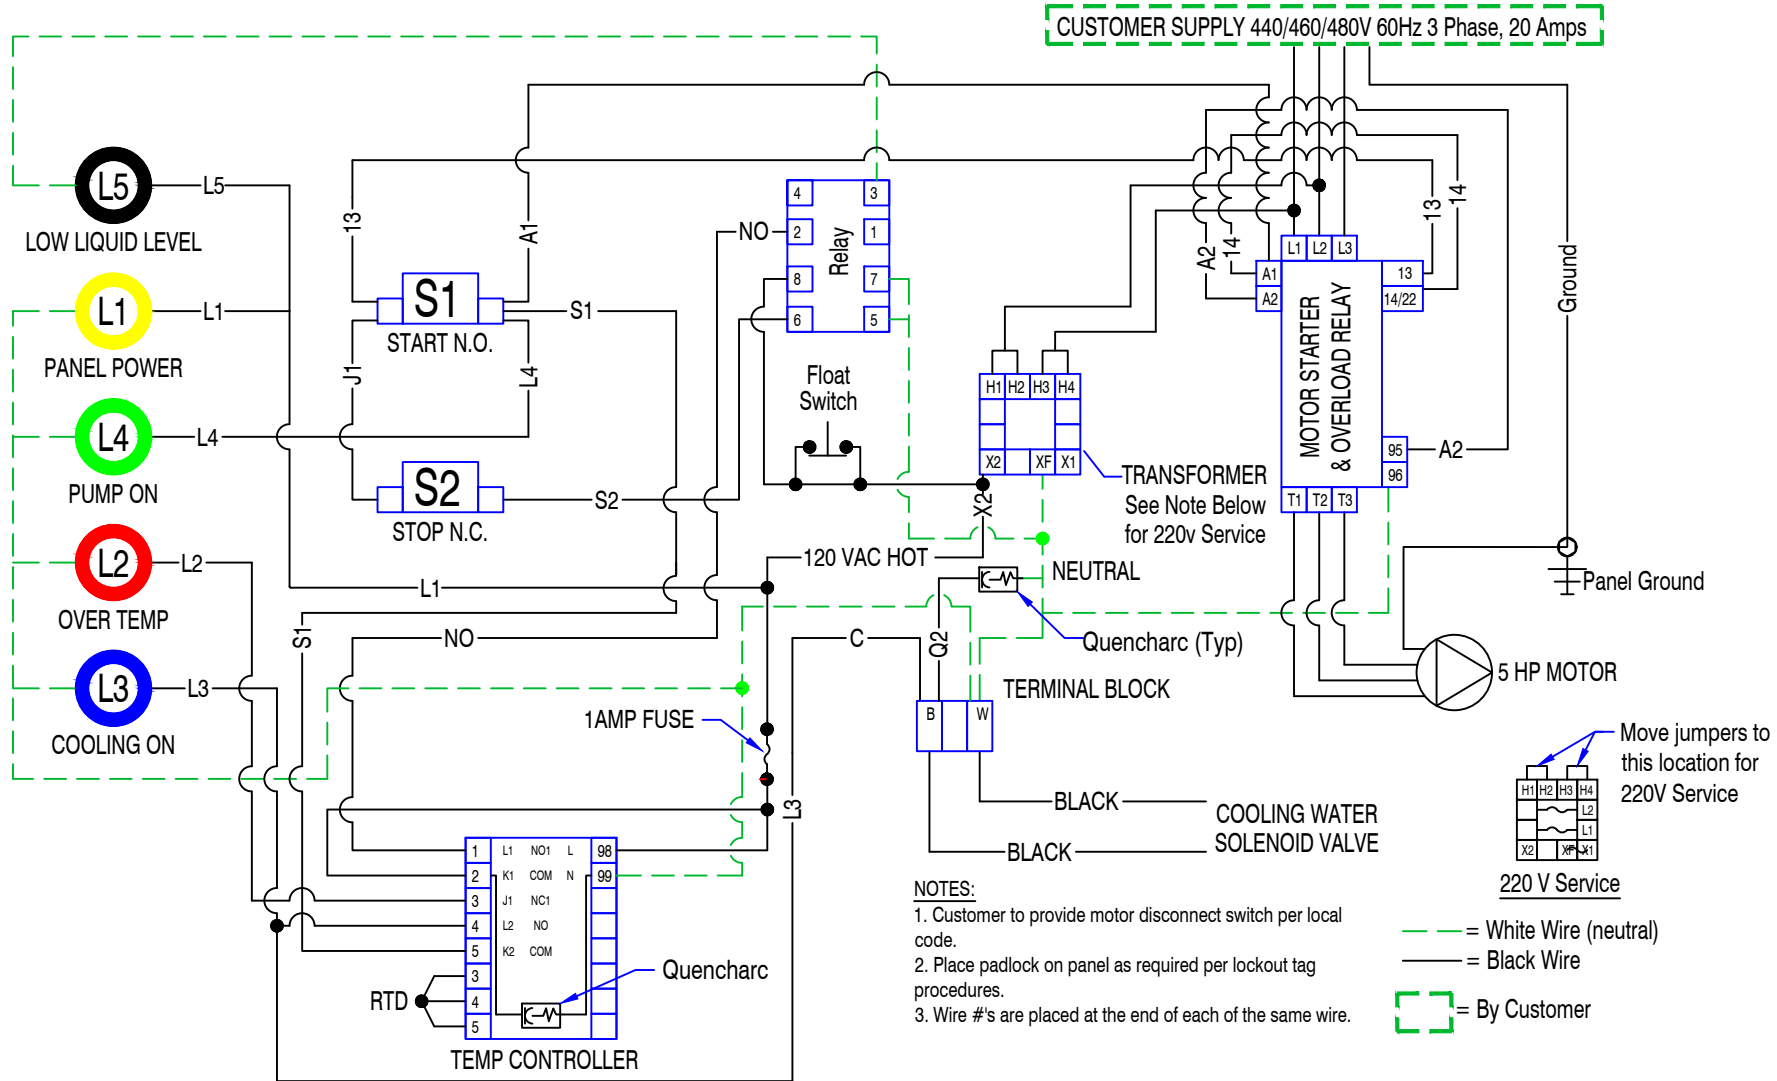 CUSTOMER SUPPLY 440/460/480V 60Hz 3 Phase, 20 Amps
L5
L5
LOW LIQUID LEVEL
L1
L1
PANEL POWER
L4
L4
PUMP ON
L2
L2
OVER TEMP
L3
L3
COOLING ON
13
A1
S1
START N.O.
S1
J1
L4
S2
STOP N.C.
S2
NO
4
3
2
1
8
7
6
5
Relay
Float
Switch
H1
H2
H3
H4
X2
XF
X1
X2
TRANSFORMER
See Note Below
for 220v Service
A2
14
13
14
L1
L2
L3
A1
A2
13
14/22
MOTOR STARTER
& OVERLOAD RELAY
95
96
A2
T1
T2
T3
Ground
Panel Ground
5 HP MOTOR
120 VAC HOT
NEUTRAL
L1
S1
NO
C
Q2
Quencharc (Typ)
TERMINAL BLOCK
B
W
1AMP FUSE
L3
BLACK
BLACK
COOLING WATER
SOLENOID VALVE
1 L1 NO1 L 98
2 K1 COM N 99
3 J1 NC1
4 L2 NO
5 K2 COM
3
4
5
RTD
Quencharc
TEMP CONTROLLER
Move jumpers to
this location for
220V Service
H1
H2
H3
H4
L2
L1
X2
XF
X1
220 V Service
NOTES:
1. Customer to provide motor disconnect switch per local
code.
2. Place padlock on panel as required per lockout tag
procedures.
3. Wire #'s are placed at the end of each of the same wire.
= White Wire (neutral)
= Black Wire
= By Customer